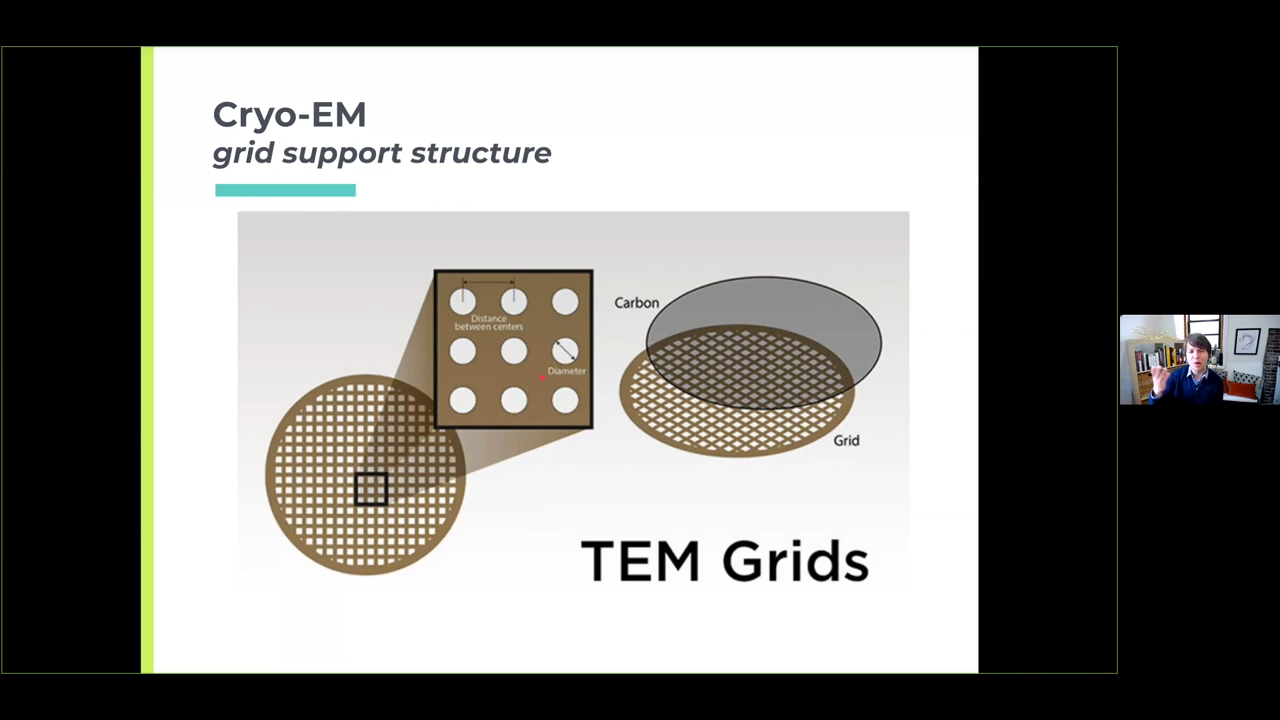 Cryo-EM
grid support structure
Distance
between centers
Diameter
Carbon
Grid
TEM Grids